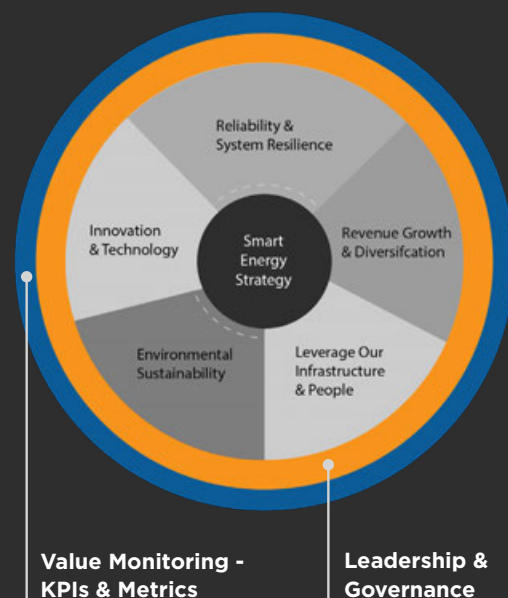 Reliability &
System Resilience
Innovation
& Technology
Smart
Energy
Strategy
Revenue Growth
& Diversifcation
Environmental
Sustainability
Leverage Our
Infrastructure
& People
Value Monitoring -
KPIs & Metrics
Leadership &
Governance